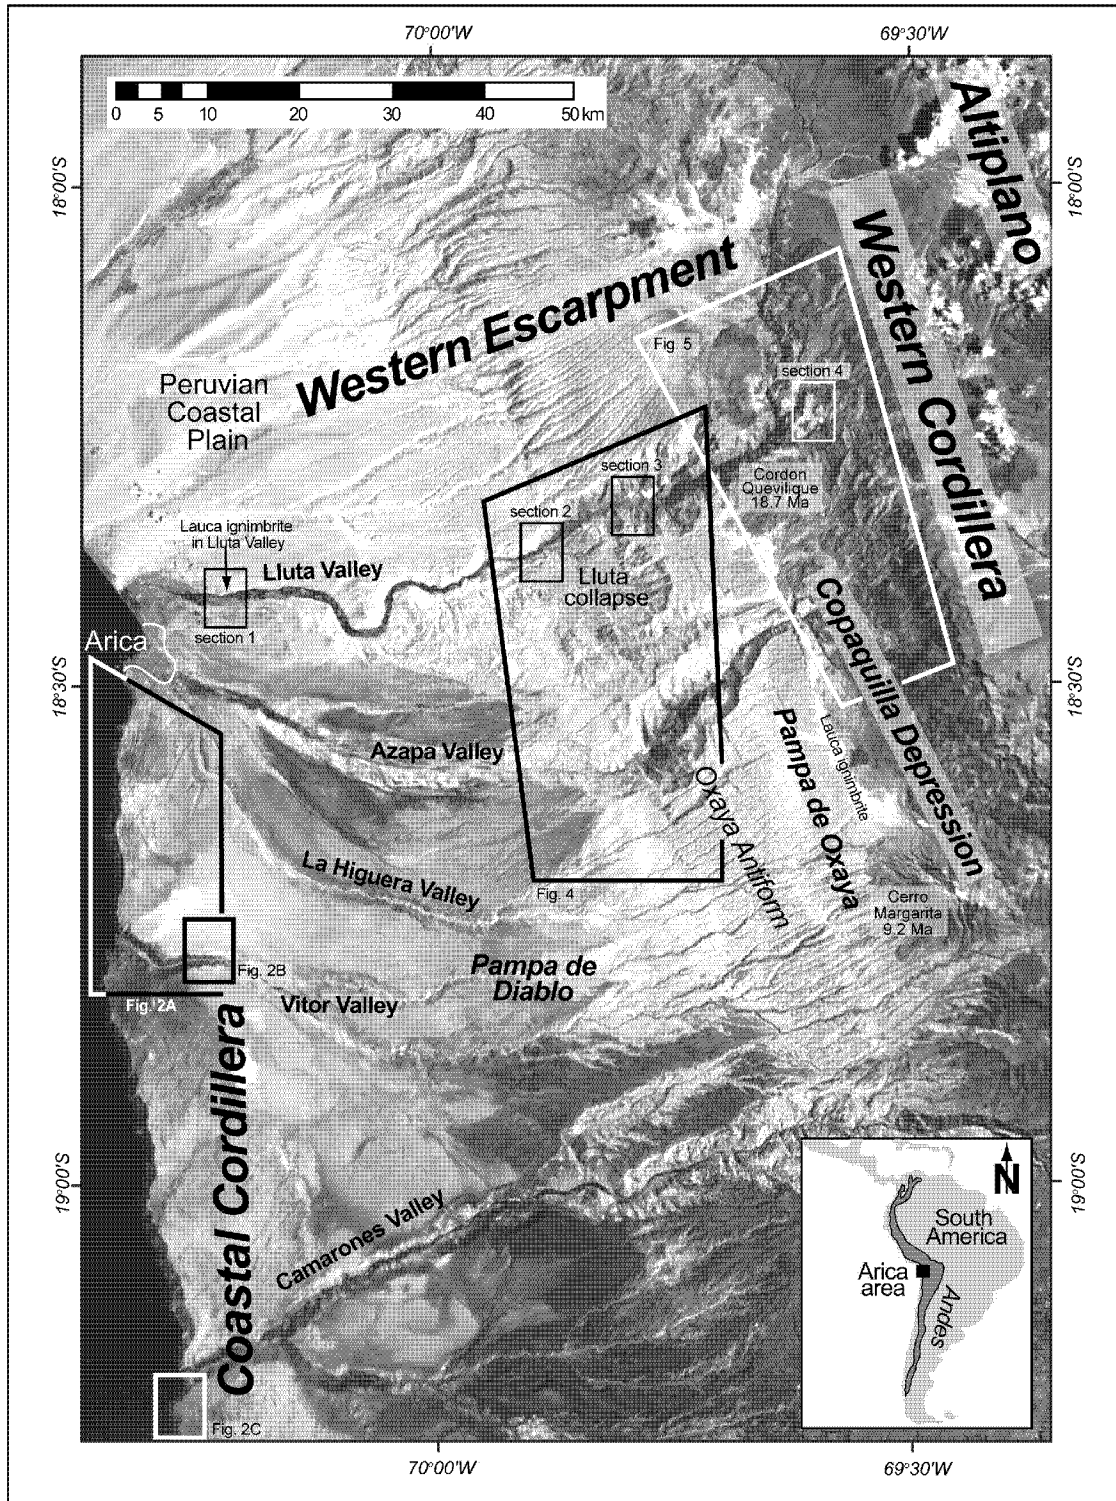 70°00'W
69°30'W
0 5 10 20 30 40 50 km
Altiplano
18°00'S
18°00'S
Western Cordillera
Western Escarpment
Fig. 5
section 4
Peruvian
Coastal
Plain
section 3
Cordon
Quevilique
18.7 Ma
section 2
Lauca ignimbrite
in Lluta Valley
Lluta Valley
Lluta
collapse
section 1
Arica
Copaquilla Depression
18°30'S
18°30'S
Azapa Valley
Pampa de Oxaya
Lauca ignimbrite
Oxaya Antiform
La Higuera Valley
Fig. 4
Cerro
Margarita
9.2 Ma
Fig. 2B
Pampa de
Diablo
Fig. 2A
Vitor Valley
Coastal Cordillera
19°00'S
19°00'S
Camarones Valley
N
South
America
Arica
area
Andes
Fig. 2C
70°00'W
69°30'W